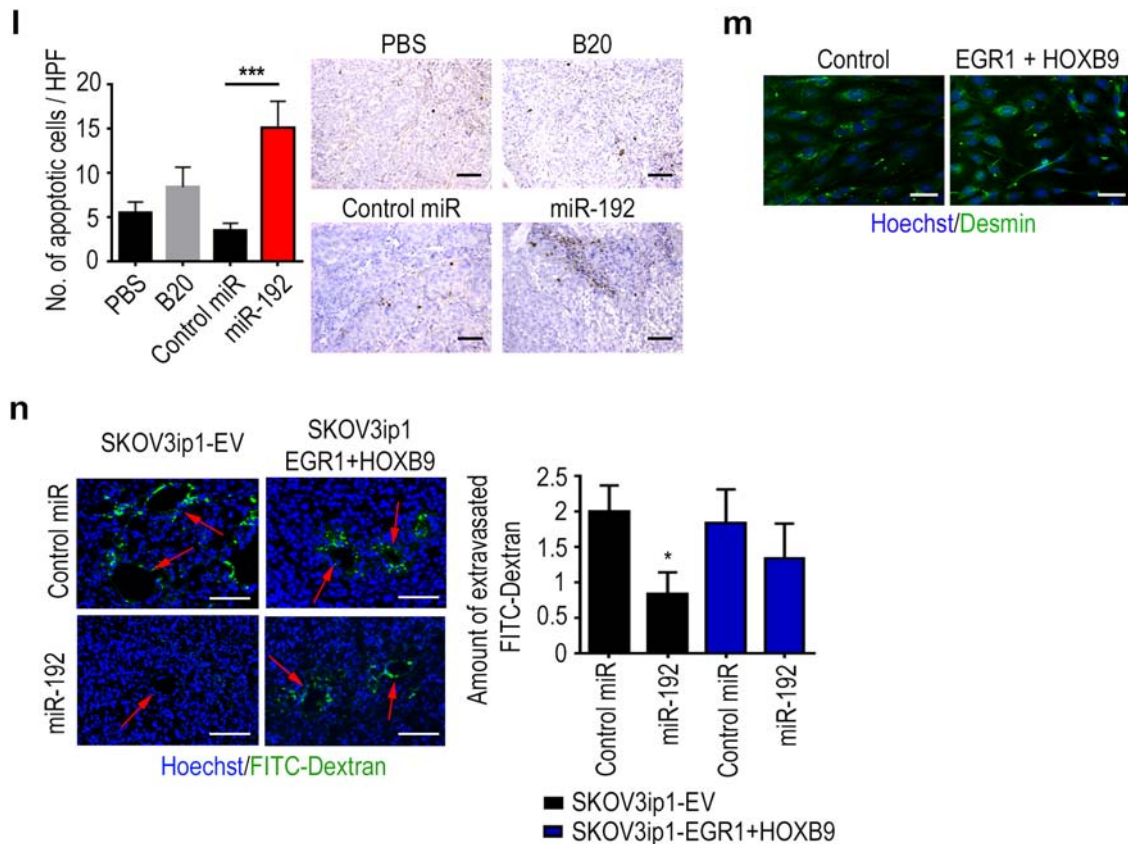 l
No. of apoptotic cells / HPF
20
15
10
5
0
***
PBS
B20
Control miR
miR-192
PBS
B20
Control miR
miR-192
m
Control
EGR1 + HOXB9
Hoechst/Desmin
n
SKOV3ip1-EV
SKOV3ip1
EGR1+HOXB9
Control miR
miR-192
Hoechst/FITC-Dextran
Amount of extravasated
FITC-Dextran
2.5
2
1.5
1
0.5
0
*
Control miR
miR-192
Control miR
miR-192
SKOV3ip1-EV
SKOV3ip1-EGR1+HOXB9